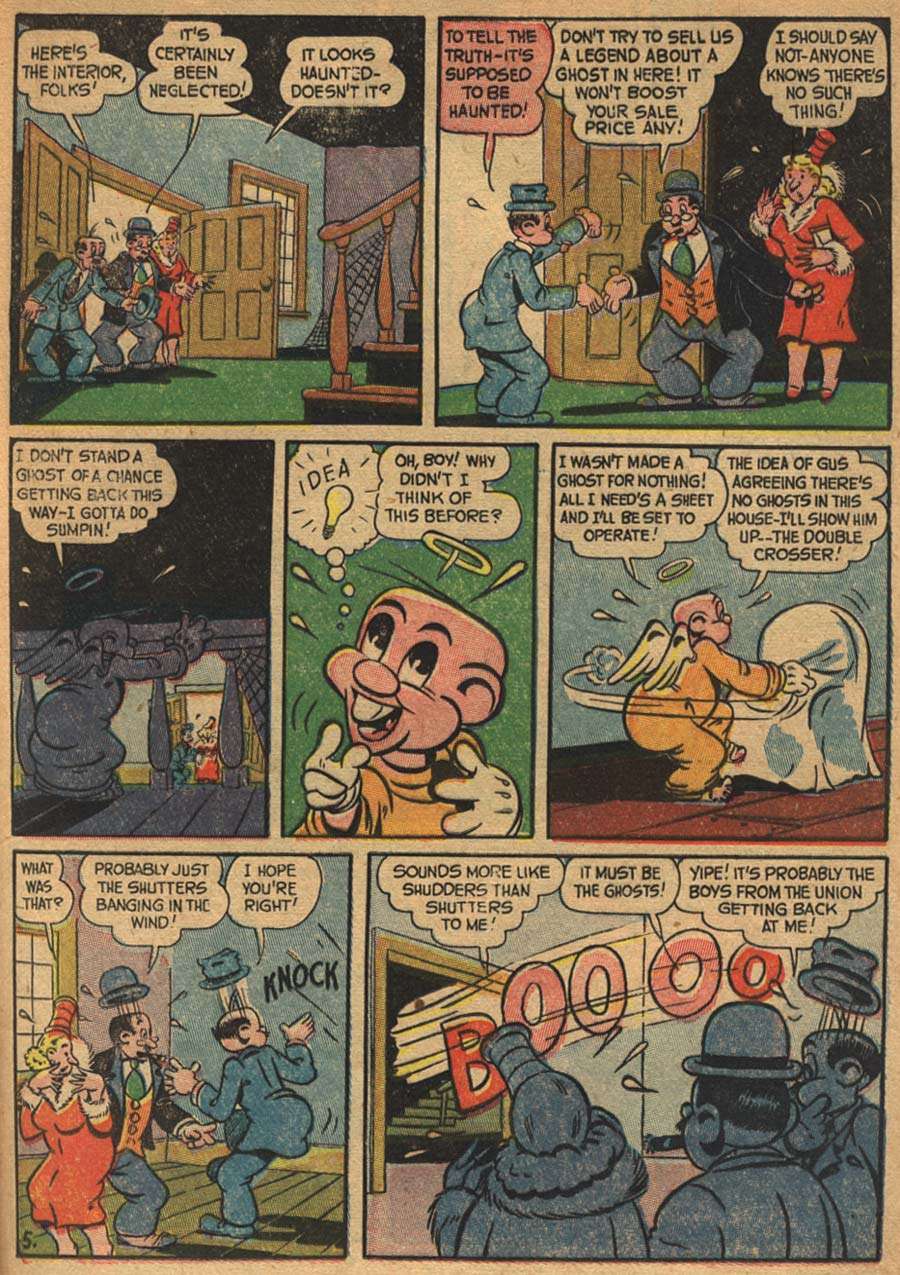 HERE'S
THE INTERIOR,
FOLKS!
IT'S
CERTAINLY
BEEN
NEGLECTED!
IT LOOKS
HAUNTED-
DOESN'T IT?
TO TELL THE
TRUTH-IT'S
SUPPOSED
TO BE
HAUNTED!
DON'T TRY TO SELL US
A LEGEND ABOUT A
GHOST IN HERE! IT
WON'T BOOST
YOUR SALE
PRICE ANY!
I SHOULD SAY
NOT-ANYONE
KNOWS THERE'S
NO SUCH
THING!
I DON'T STAND A
GHOST OF A CHANCE
GETTING BACK THIS
WAY-I GOTTA DO
SUMPIN!
IDEA
OH, BOY! WHY
DIDN'T I
THINK OF
THIS BEFORE?
I WASN'T MADE A
GHOST FOR NOTHING!
ALL I NEED'S A SHEET
AND I'LL BE SET TO
OPERATE!
THE IDEA OF GUS
AGREEING THERE'S
NO GHOSTS IN THIS
HOUSE-I'LL SHOW HIM
UP--THE DOUBLE
CROSSER!
WHAT
WAS
THAT?
PROBABLY JUST
THE SHUTTERS
BANGING IN THE
WIND!
I HOPE
YOU'RE
RIGHT!
KNOCK
5.
SOUNDS MORE LIKE
SHUDDERS THAN
SHUTTERS
TO ME!
IT MUST BE
THE GHOSTS!
YIPE! IT'S PROBABLY THE
BOYS FROM THE UNION
GETTING BACK
AT ME!
BOOOO